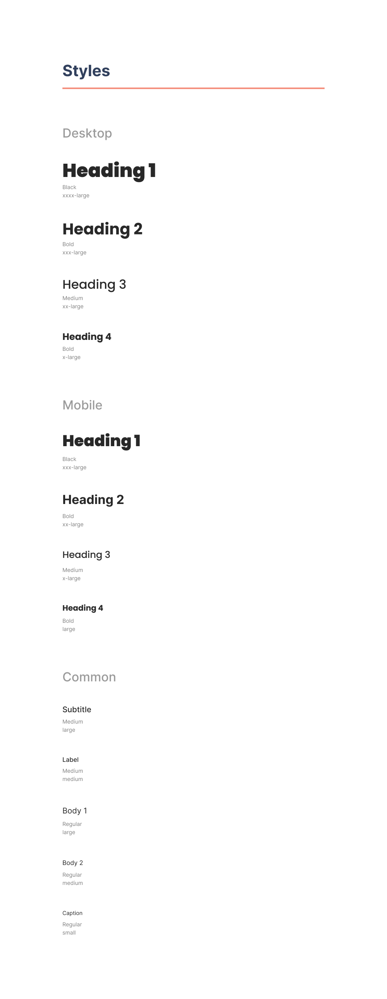 Styles
Desktop
Heading 1
Black
xxxx-large
Heading 2
Bold
xxx-large
Heading 3
Medium
xx-large
Heading 4
Bold
x-large
Mobile
Heading 1
Black
xxx-large
Heading 2
Bold
xx-large
Heading 3
Medium
x-large
Heading 4
Bold
large
Common
Subtitle
Medium
large
Label
Medium
medium
Body 1
Regular
large
Body 2
Regular
medium
Caption
Regular
small